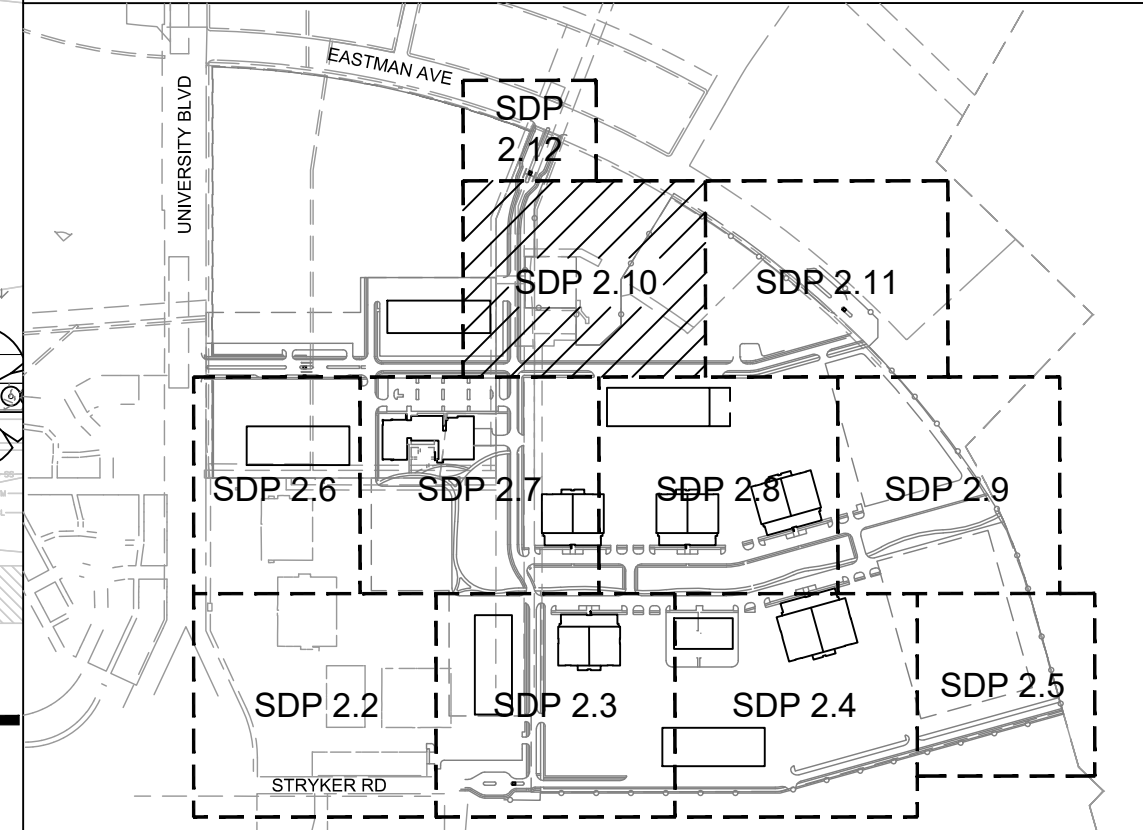 EASTMAN AVE
UNIVERSITY BLVD
SDP
2.12
SDP 2.10
SDP 2.11
SDP 2.6
SDP 2.7
SDP 2.8
SDP 2.9
SDP 2.2
SDP 2.3
SDP 2.4
SDP 2.5
STRYKER RD